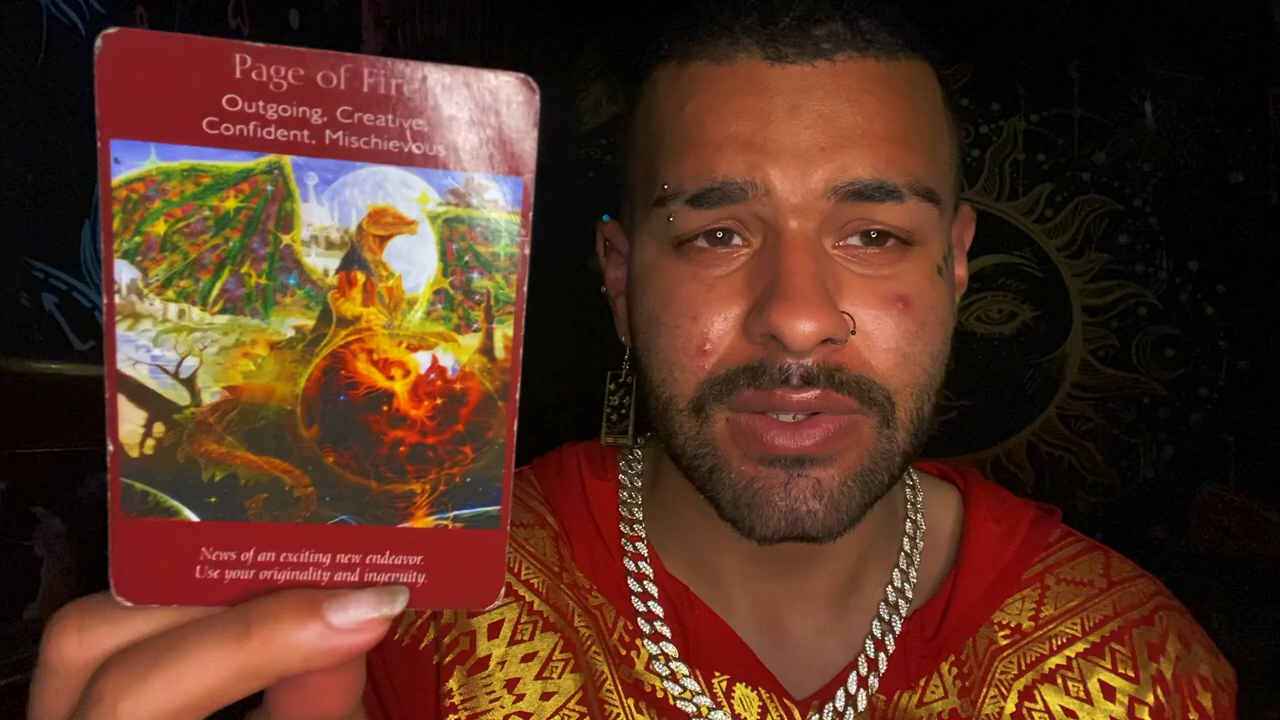 Page of Fire
Outgoing, Creative,
Confident, Mischievous
News of an exciting new endeavor.
Use your originality and ingenuity.